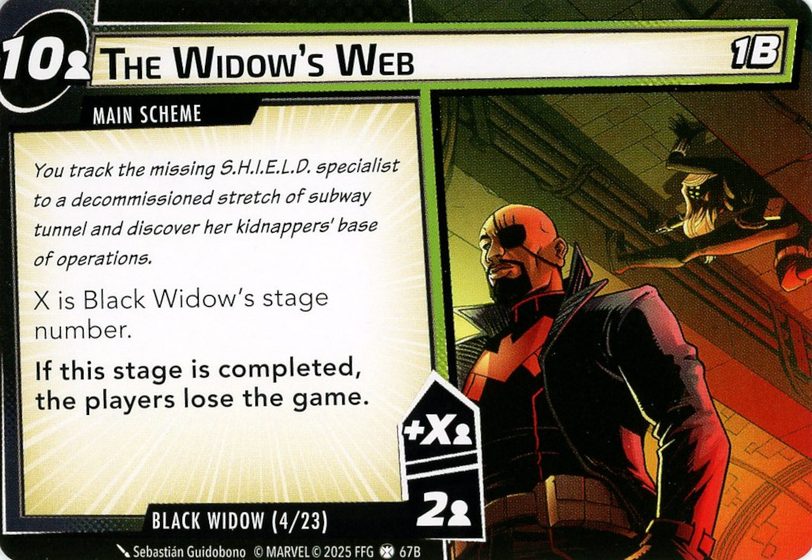 10 THE WIDOW'S WEB 1B
MAIN SCHEME
You track the missing S.H.I.E.L.D. specialist
to a decommissioned stretch of subway
tunnel and discover her kidnappers' base
of operations.
X is Black Widow's stage
number.
If this stage is completed,
the players lose the game.
+X
2
BLACK WIDOW (4/23)
Sebastián Guidobono © MARVEL © 2025 FFG 67B